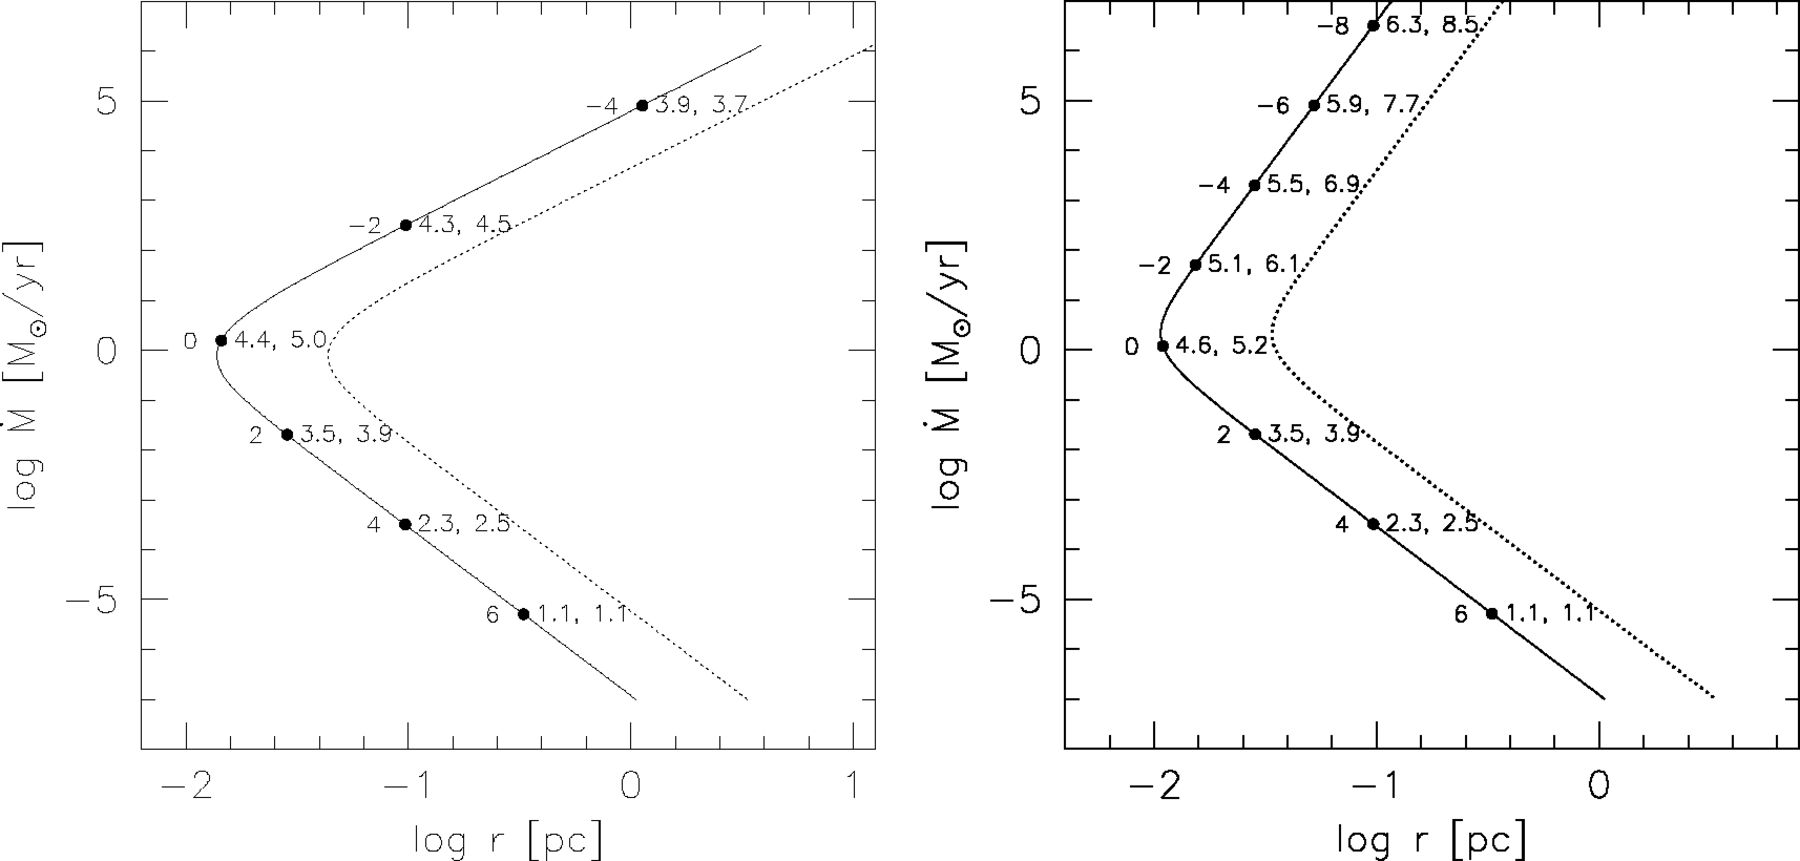 5
0
−5
log Ṁ [M⊙/yr]
−4 3.9, 3.7
−2 4.3, 4.5
0 4.4, 5.0
2 3.5, 3.9
4 2.3, 2.5
6 1.1, 1.1
−2 −1 0 1
log r [pc]
5
0
−5
log Ṁ [M⊙/yr]
−8 6.3, 8.5
−6 5.9, 7.7
−4 5.5, 6.9
−2 5.1, 6.1
0 4.6, 5.2
2 3.5, 3.9
4 2.3, 2.5
6 1.1, 1.1
−2 −1 0
log r [pc]